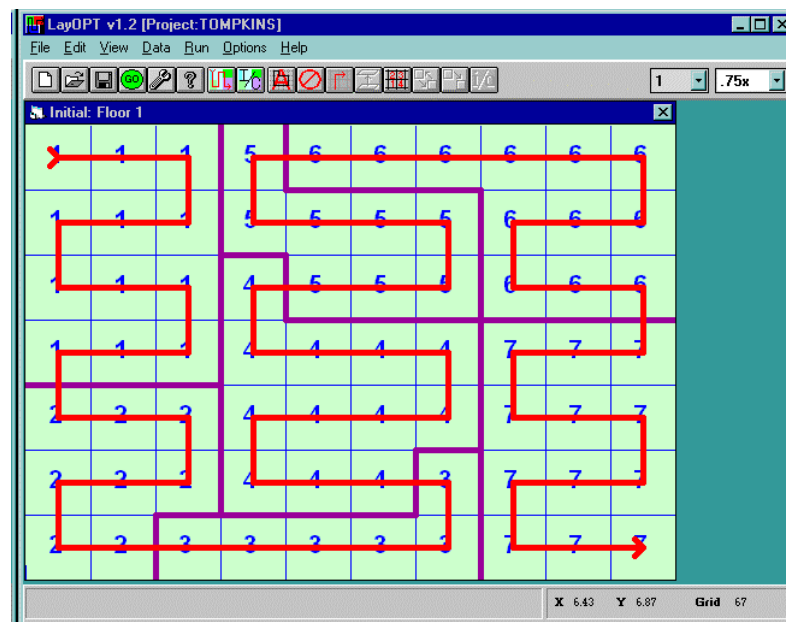 LayOPT v1.2 [Project:TOMPKINS]
File Edit View Data Run Options Help
GO ? I/C A i/c 1 .75x
Initial: Floor 1
1 1 1 5 6 6 6 6 6 6
1 1 1 5 5 5 5 6 6 6
1 1 1 4 5 5 5 6 6 6
1 1 1 4 4 4 4 7 7 7
2 2 2 4 4 4 4 7 7 7
2 2 2 4 4 4 3 7 7 7
2 2 3 3 3 3 3 7 7 7
X 6.43 Y 6.87 Grid 67